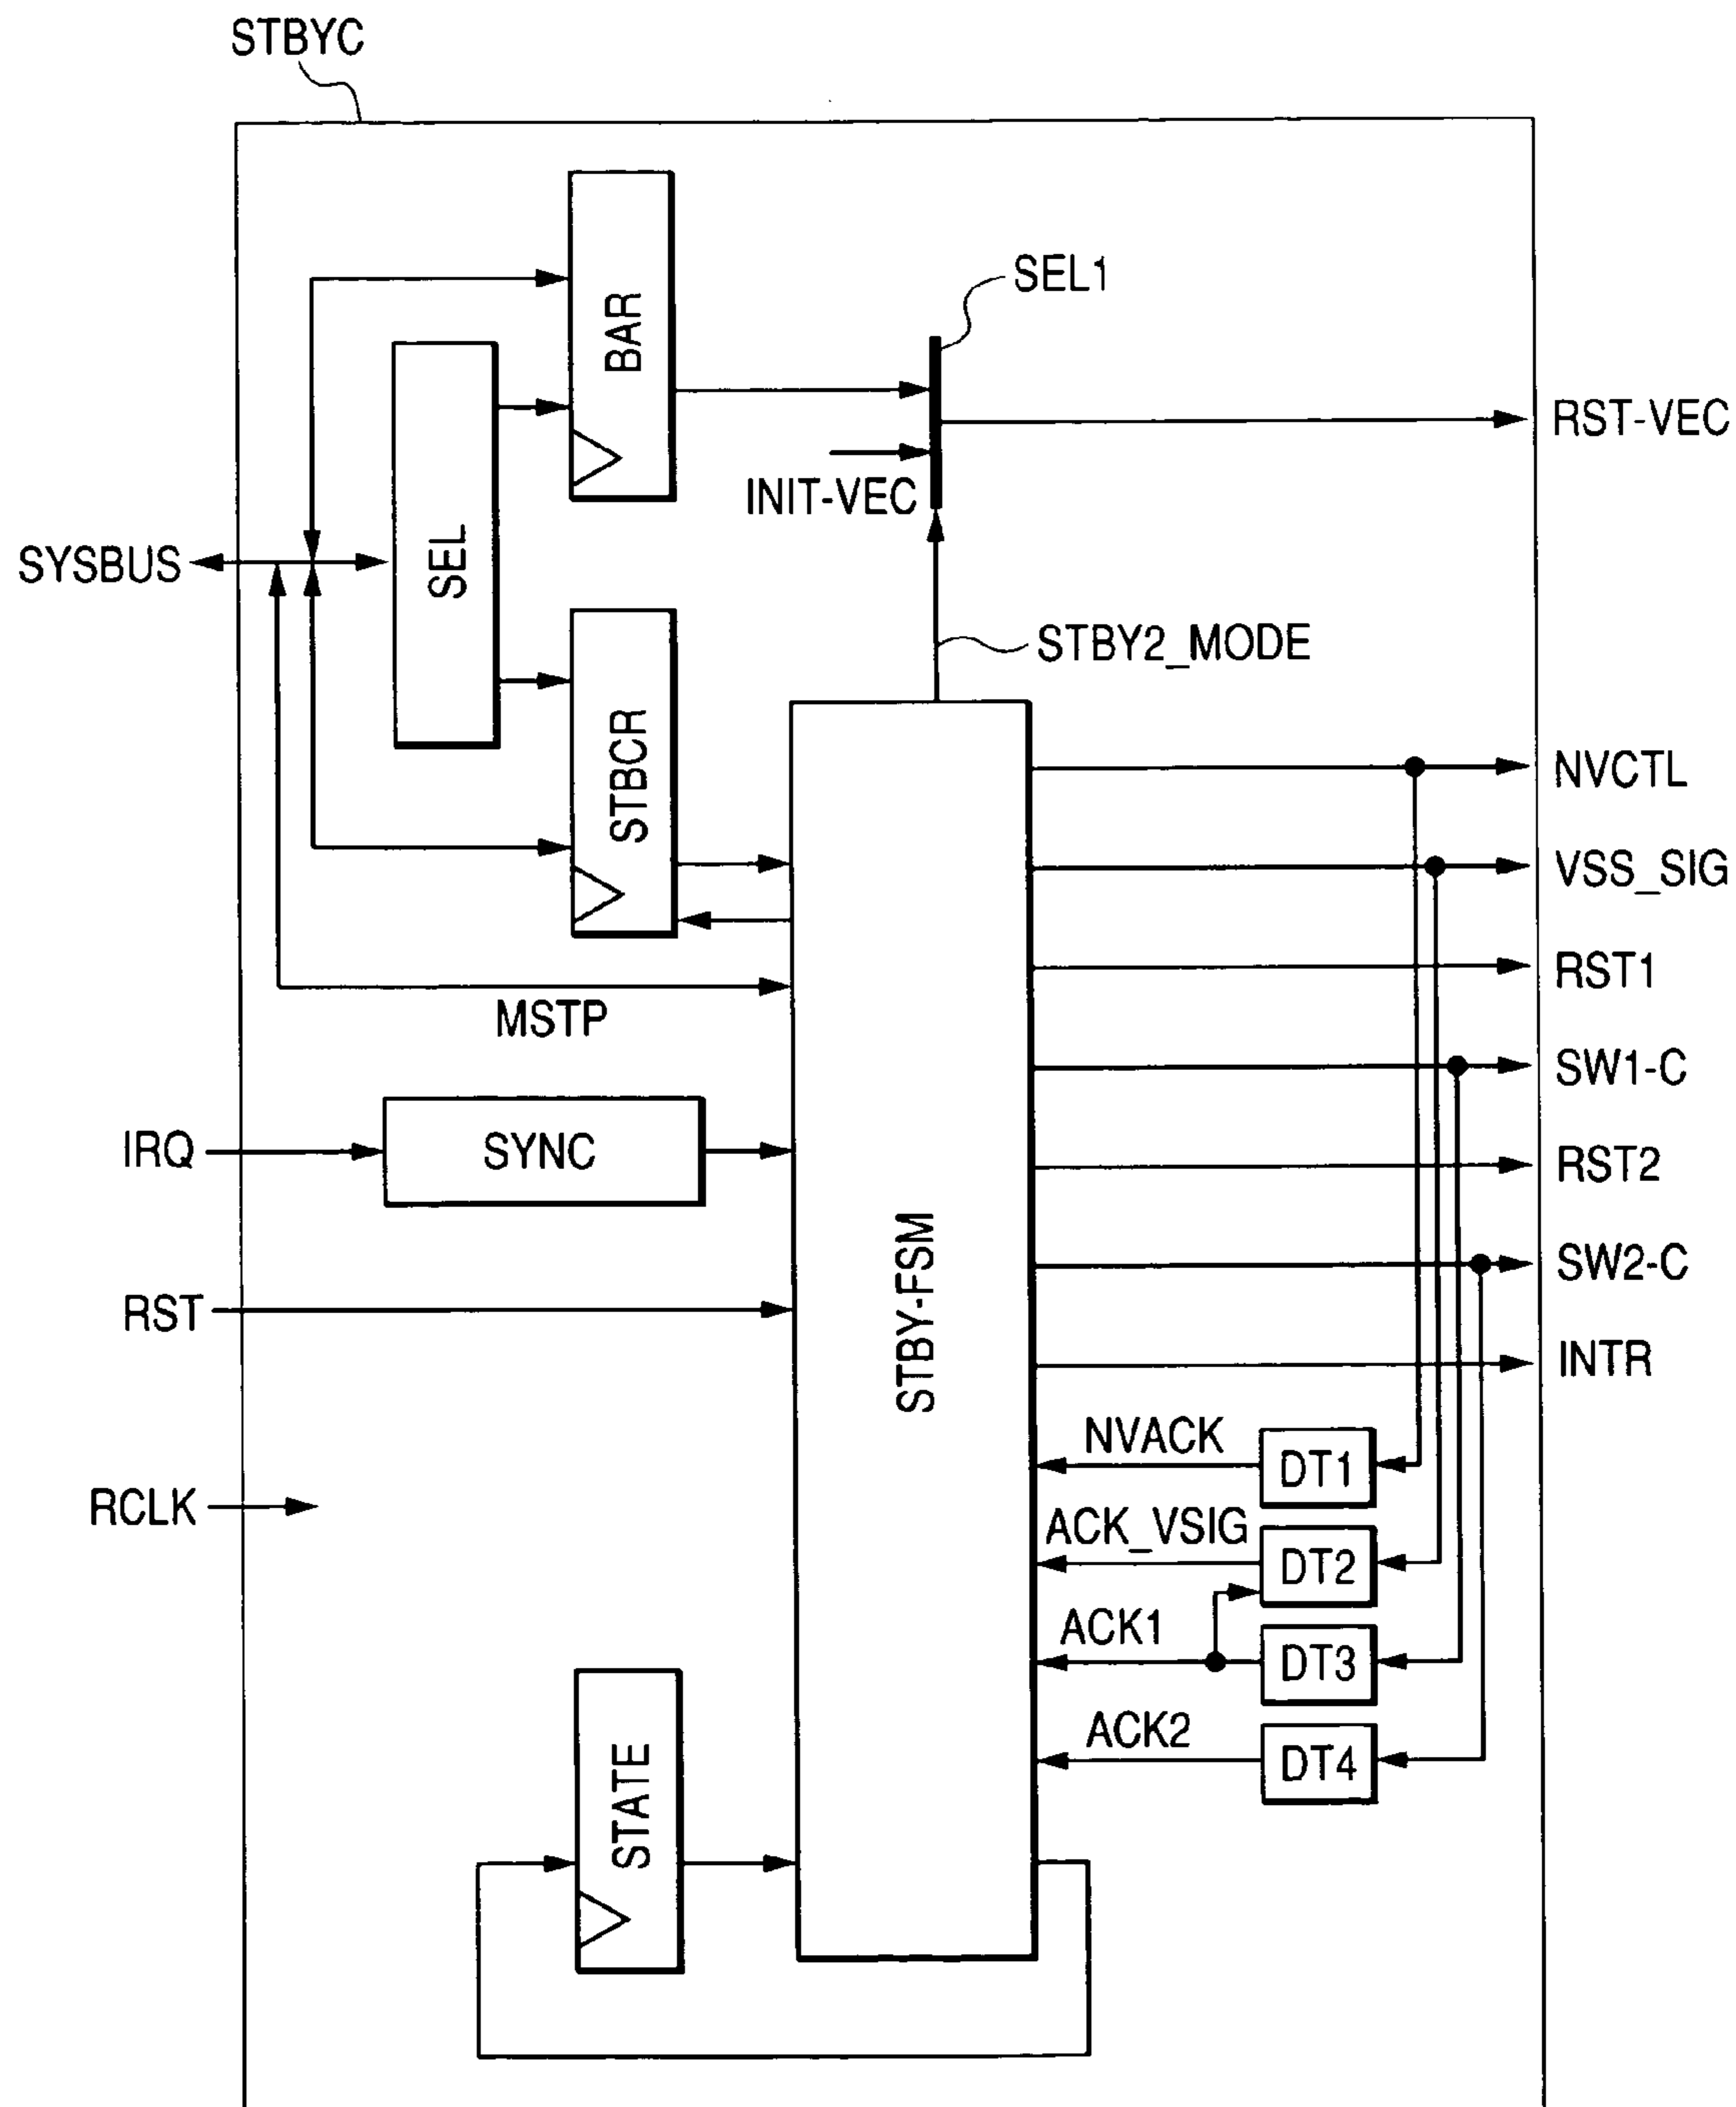 STBYC
BAR
SEL1
RST-VEC
INIT-VEC
SEL
SYSBUS
STBY2_MODE
STBCR
NVCTL
VSS_SIG
RST1
MSTP
SW1-C
IRQ
SYNC
RST2
STBY-FSM
SW2-C
RST
INTR
NVACK
DT1
RCLK
ACK_VSIG
DT2
ACK1
DT3
ACK2
DT4
STATE